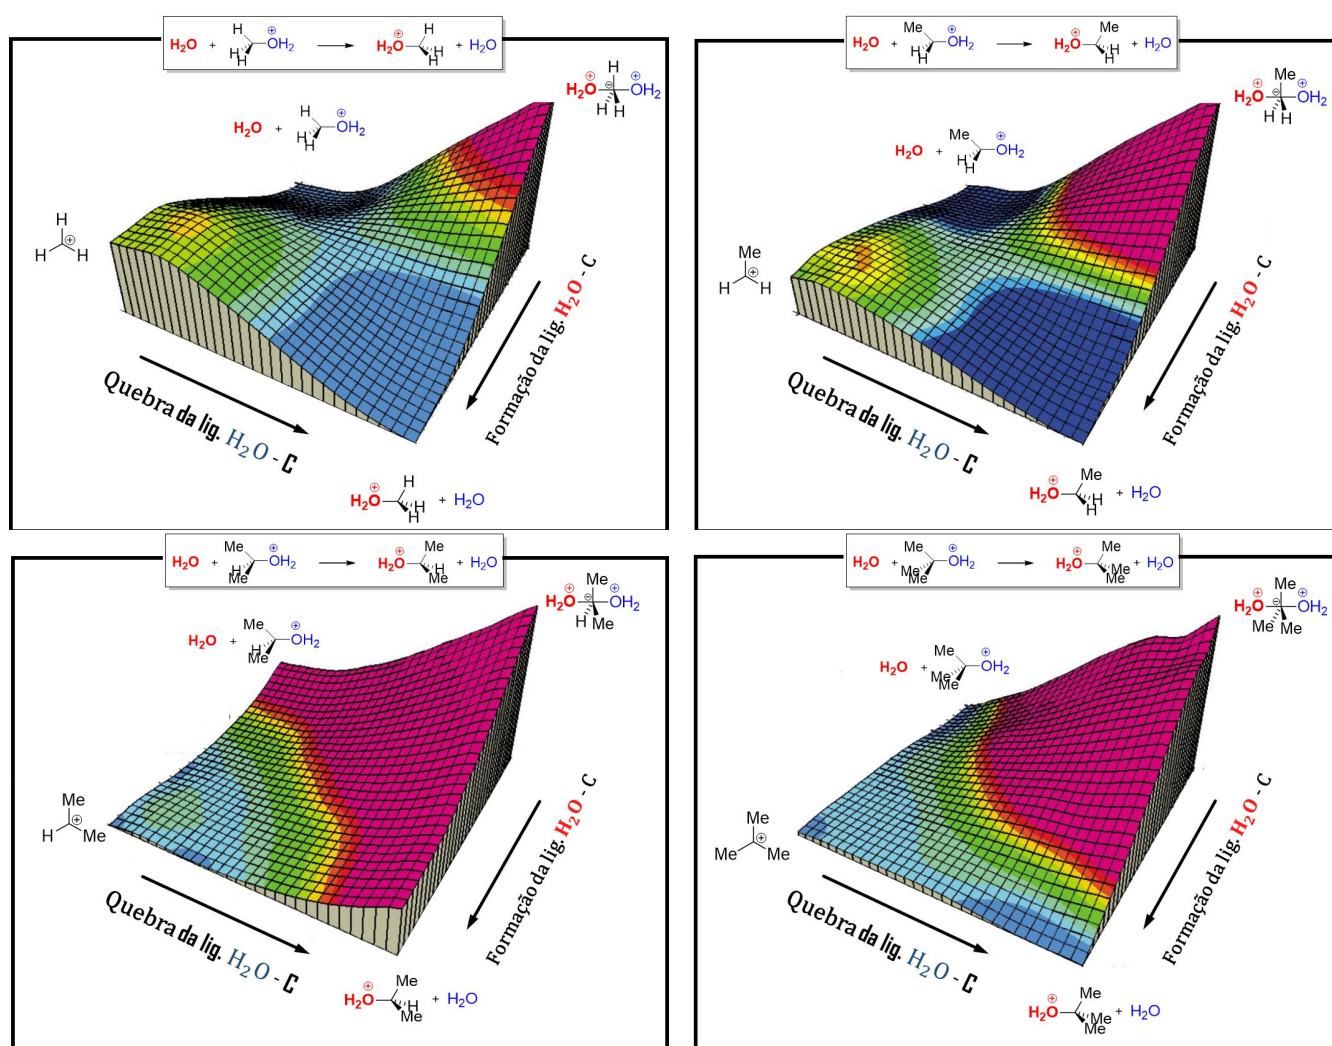 H₂O + H H H OH₂ ⊕ → H₂O ⊕ H H H + H₂O
H₂O ⊕ H ⊖ H H OH₂ ⊕
H₂O + H H H OH₂ ⊕
H H ⊕ H
Quebra da lig. H₂O - C
Formação da lig. H₂O - C
H₂O ⊕ H H H + H₂O
H₂O + Me H H OH₂ ⊕ → H₂O ⊕ Me H H + H₂O
H₂O ⊕ Me ⊖ H H OH₂ ⊕
H₂O + Me H H OH₂ ⊕
Me H ⊕ H
Quebra da lig. H₂O - C
Formação da lig. H₂O - C
H₂O ⊕ Me H H + H₂O
H₂O + Me H Me OH₂ ⊕ → H₂O ⊕ Me H Me + H₂O
H₂O ⊕ Me ⊖ H Me OH₂ ⊕
H₂O + Me H Me OH₂ ⊕
Me H ⊕ Me
Quebra da lig. H₂O - C
Formação da lig. H₂O - C
H₂O ⊕ Me H Me + H₂O
H₂O + Me Me Me OH₂ ⊕ → H₂O ⊕ Me Me Me + H₂O
H₂O ⊕ Me ⊖ Me Me OH₂ ⊕
H₂O + Me Me Me OH₂ ⊕
Me Me ⊕ Me
Quebra da lig. H₂O - C
Formação da lig. H₂O - C
H₂O ⊕ Me Me Me + H₂O